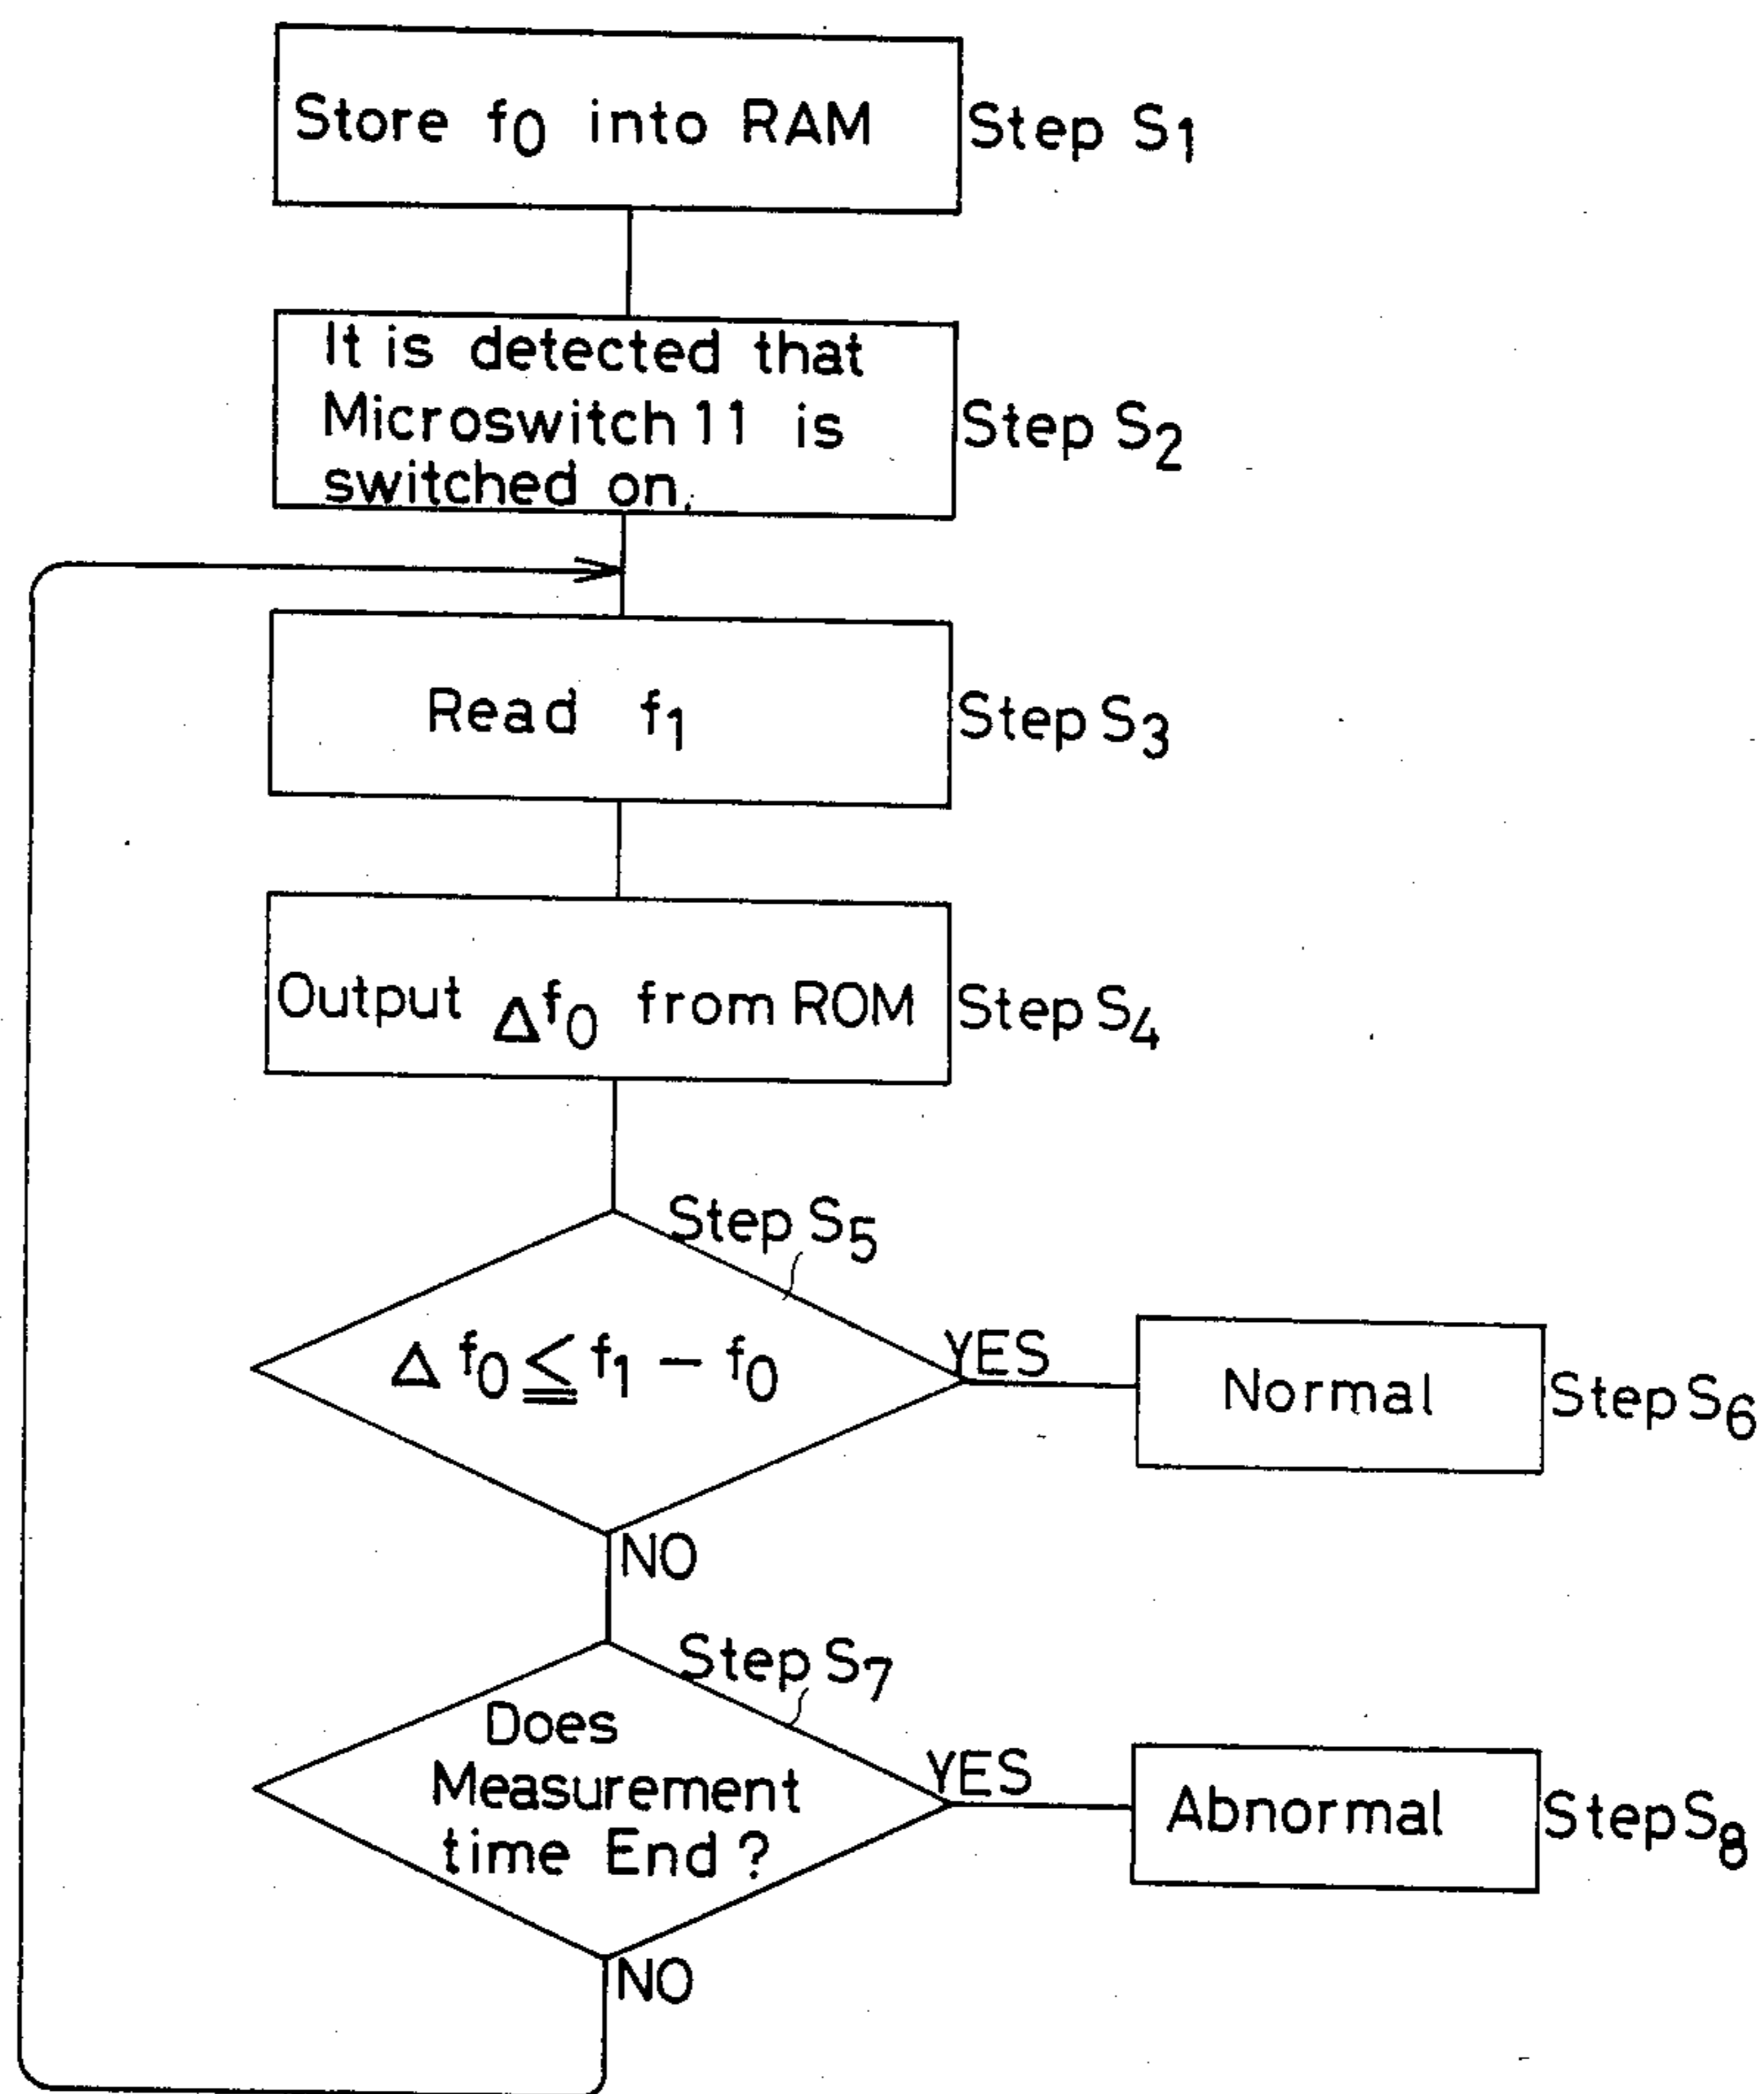 Store f0 into RAM
Step S1
It is detected that
Microswitch 11 is
switched on.
Step S2
Read f1
Step S3
Output Δf0 from ROM
Step S4
Step S5
Δf0 ≦ f1 − f0
YES
Normal
Step S6
NO
Step S7
Does
Measurement
time End ?
YES
Abnormal
Step S8
NO